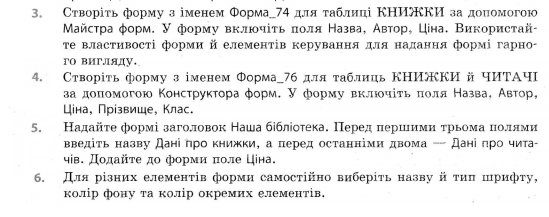 3. Створіть форму з іменем Форма_74 для таблиці КНИЖКИ за допомогою
Майстра форм. У форму включіть поля Назва, Автор, Ціна. Використай-
те властивості форми й елементів керування для надання формі гарно-
го вигляду.
4. Створіть форму з іменем Форма_76 для таблиць КНИЖКИ й ЧИТАЧІ
за допомогою Конструктора форм. У форму включіть поля Назва, Автор,
Ціна, Прізвище, Клас.
5. Надайте формі заголовок Наша бібліотека. Перед першими трьома полями
введіть назву Дані про книжки, а перед останніми двома — Дані про чита-
чів. Додайте до форми поле Ціна.
6. Для різних елементів форми самостійно виберіть назву й тип шрифту,
колір фону та колір окремих елементів.